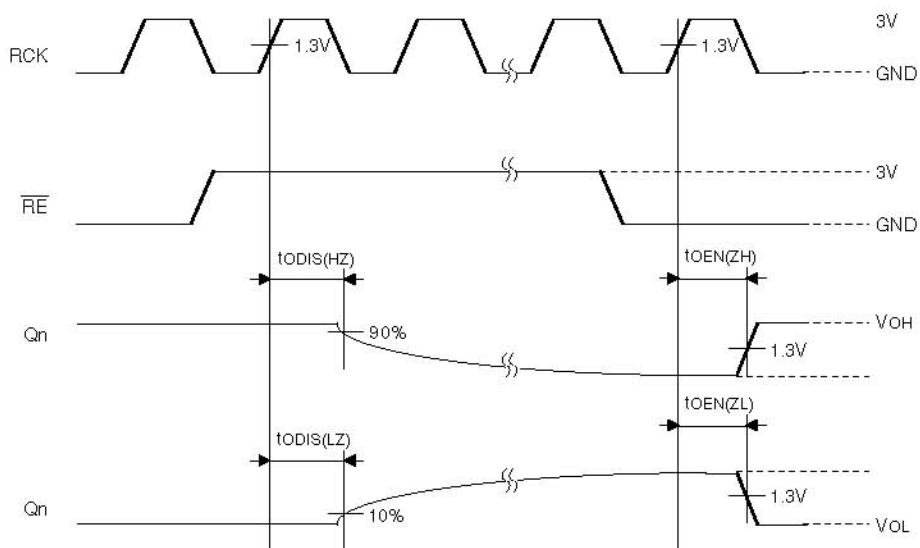 RCK 1.3V 1.3V 3V
GND
RE 3V
GND
tODIS(HZ) tOEN(ZH)
Qn 90% VOH
1.3V
tODIS(LZ) tOEN(ZL)
Qn 10% 1.3V
VOL